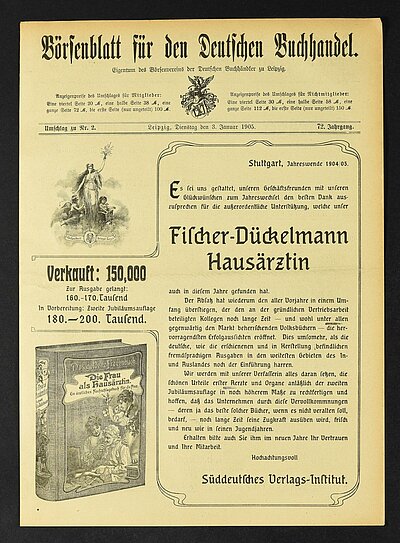 Börsenblatt für den Deutschen Buchhandel.
Eigentum des Börsenvereins der Deutschen Buchhändler zu Leipzig.
Anzeigenpreise des Umschlages für Mitglieder:
Eine viertel Seite 20 ℳ, eine halbe Seite 38 ℳ, eine
ganze Seite 72 ℳ, die erste Seite (nur ungeteilt) 100 ℳ.
Anzeigenpreise des Umschlages für Nichtmitglieder:
Eine viertel Seite 30 ℳ, eine halbe Seite 58 ℳ, eine
ganze Seite 112 ℳ, die erste Seite (nur ungeteilt) 150 ℳ.
Umschlag zu Nr. 2.
Leipzig, Dienstag den 3. Januar 1905.
72. Jahrgang.
Verkauft: 150,000
Zur Ausgabe gelangt:
160.-170. Tausend
In Vorbereitung: Zweite Jubiläumsauflage
180.—200. Tausend.
Die Frau
als Hausärztin.
Stuttgart, Jahreswende 1904/05.
Es sei uns gestattet, unseren Geschäftsfreunden mit unseren
Glückwünschen zum Jahreswechsel den besten Dank aus-
zusprechen für die außerordentliche Unterstützung, welche unser
Fischer-Dückelmann
Hausärztin
auch in diesem Jahre gefunden hat.
Der Absatz hat wiederum den aller Vorjahre in einem Um-
fang überstiegen, der den an der gründlichen Vertriebsarbeit
beteiligten Kollegen noch lange Zeit — und wohl unter allen
gegenwärtig den Markt beherrschenden Volksbüchern — die her-
vorragendsten Erfolgausichten eröffnet. Dies umsomehr, als die
deutsche, wie die erschienenen und in Herstellung befindlichen
fremdsprachigen Ausgaben in den weitesten Gebieten des In-
und Auslandes noch der Einführung harren.
Wir werden mit unserer Verfasserin alles daran setzen, die
schönen Urteile erster Aerzte und Organe anläßlich der zweiten
Jubiläumsauflage in noch höherem Maße zu rechtfertigen und
hoffen, daß das Unternehmen durch diese Vervollkommnungen
— deren ja das beste solcher Bücher, wenn es nicht veralten soll,
bedarf, — noch lange Zeit seine Zugkraft ausüben wird, frisch
und neu wie in seinen Jugendjahren.
Erhalten bitte auch Sie ihm im neuen Jahre Ihr Vertrauen
und Ihre Mitarbeit.
Hochachtungsvoll
Süddeutsches Verlags-Institut.